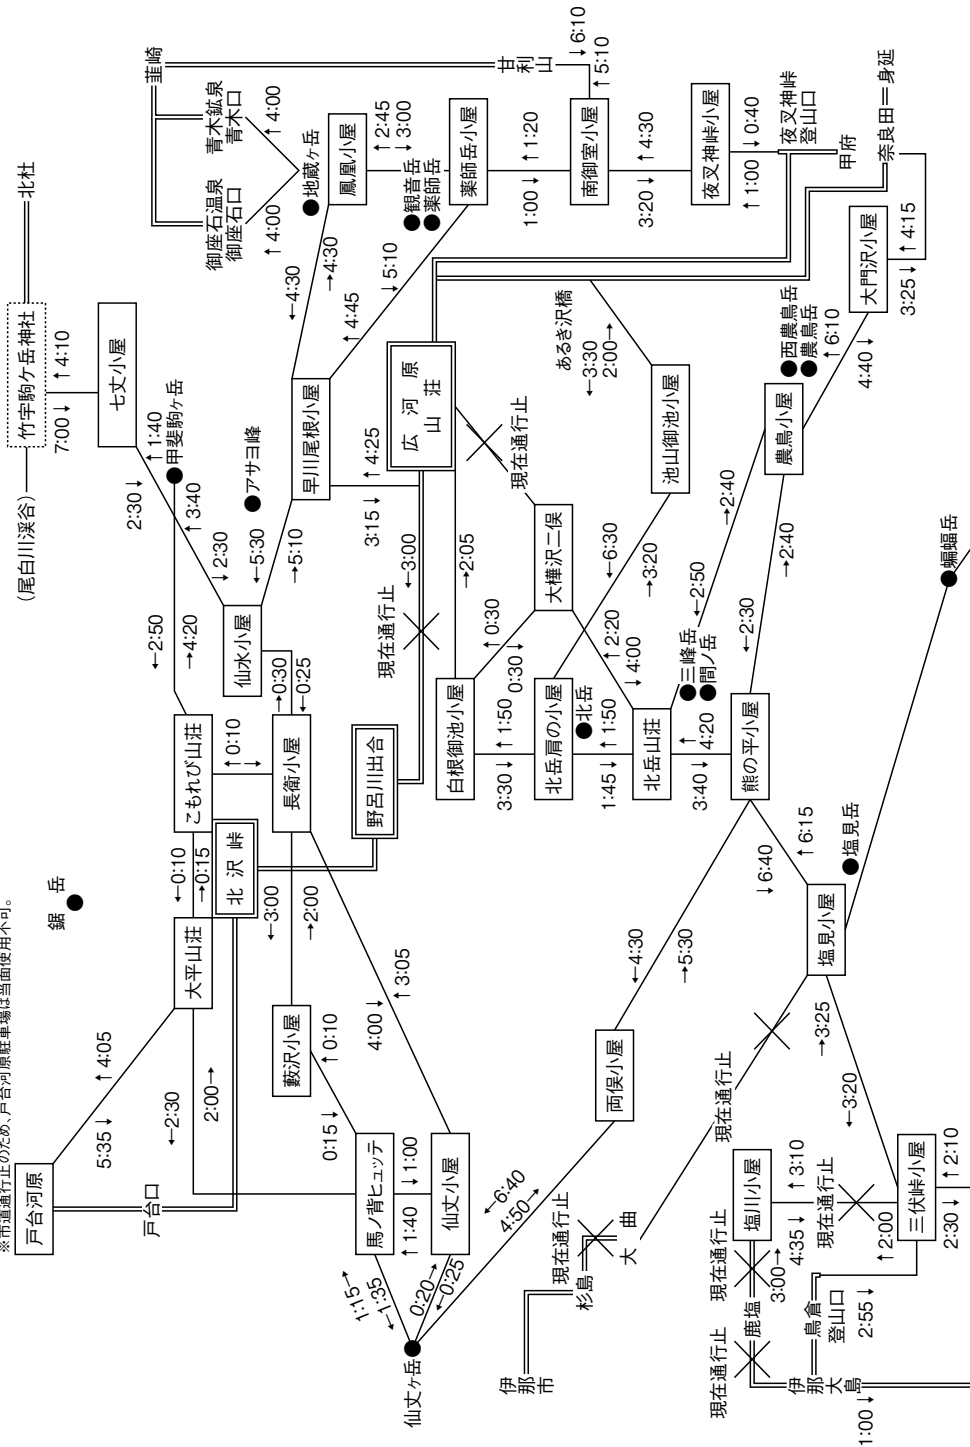 ※市道通行止のため、戸台河原駐車場は当面使用不可。
(尾白川渓谷)
竹宇駒ケ岳神社
北杜
7:00↓
↑4:10
七丈小屋
2:30↓
↑1:40
甲斐駒ヶ岳
↑3:40
↓2:30
←2:50
→4:20
鋸岳
戸台河原
5:35↓
↑4:05
戸台口
大平山荘
←0:10
→0:15
こもれび山荘
北沢峠
0:10
長衛小屋
→0:30
←0:25
仙水小屋
←5:30
→5:10
アサヨ峰
早川尾根小屋
3:15↓
↑4:25
←4:30
→4:30
↑4:45
↓5:10
韮崎
青木鉱泉
青木口
↑4:00
御座石温泉
御座石口
↑4:00
地蔵ヶ岳
鳳凰小屋
↑2:45
↓3:00
観音岳
薬師岳
薬師岳小屋
1:00↓
↑1:20
甘利山
↓6:10
↑5:10
南御室小屋
3:20↓
↑4:30
夜叉神峠小屋
↑1:00
↓0:40
夜叉神峠
登山口
甲府
奈良田
身延
大門沢小屋
3:25↓
↑4:15
4:40↓
↑6:10
西農鳥岳
農鳥岳
農鳥小屋
広河原
山荘
あるき沢橋
←3:30
2:00→
池山御池小屋
←6:30
→3:20
現在通行止
大樺沢二俣
←0:30
0:30→
↑2:20
↓4:00
←3:00
現在通行止
→2:05
野呂川出合
白根御池小屋
3:30↓
↑1:50
北岳肩の小屋
北岳
1:45↓
↑1:50
北岳山荘
三峰岳
間ノ岳
←2:50
→2:40
3:40↓
↑4:20
熊の平小屋
←2:30
→2:40
↓6:40
↑6:15
塩見岳
塩見小屋
蝙蝠岳
←4:30
→5:30
両俣小屋
←6:40
4:50→
←2:30
2:00→
←3:00
→2:00
藪沢小屋
0:15↓
↑0:10
4:00↓
↑3:05
馬ノ背ヒュッテ
↑1:40
↓1:00
仙丈小屋
1:15→
←1:35
0:20→
←0:25
仙丈ヶ岳
伊那市
杉島
現在通行止
大曲
現在通行止
→3:25
←3:20
塩川小屋
4:35↓
↑3:10
現在通行止
現在通行止
3:00→
鹿塩
現在通行止
伊那大島
鳥倉
登山口
2:55↓
↑2:00
三伏峠小屋
2:30↓
↑2:10
1:00↓